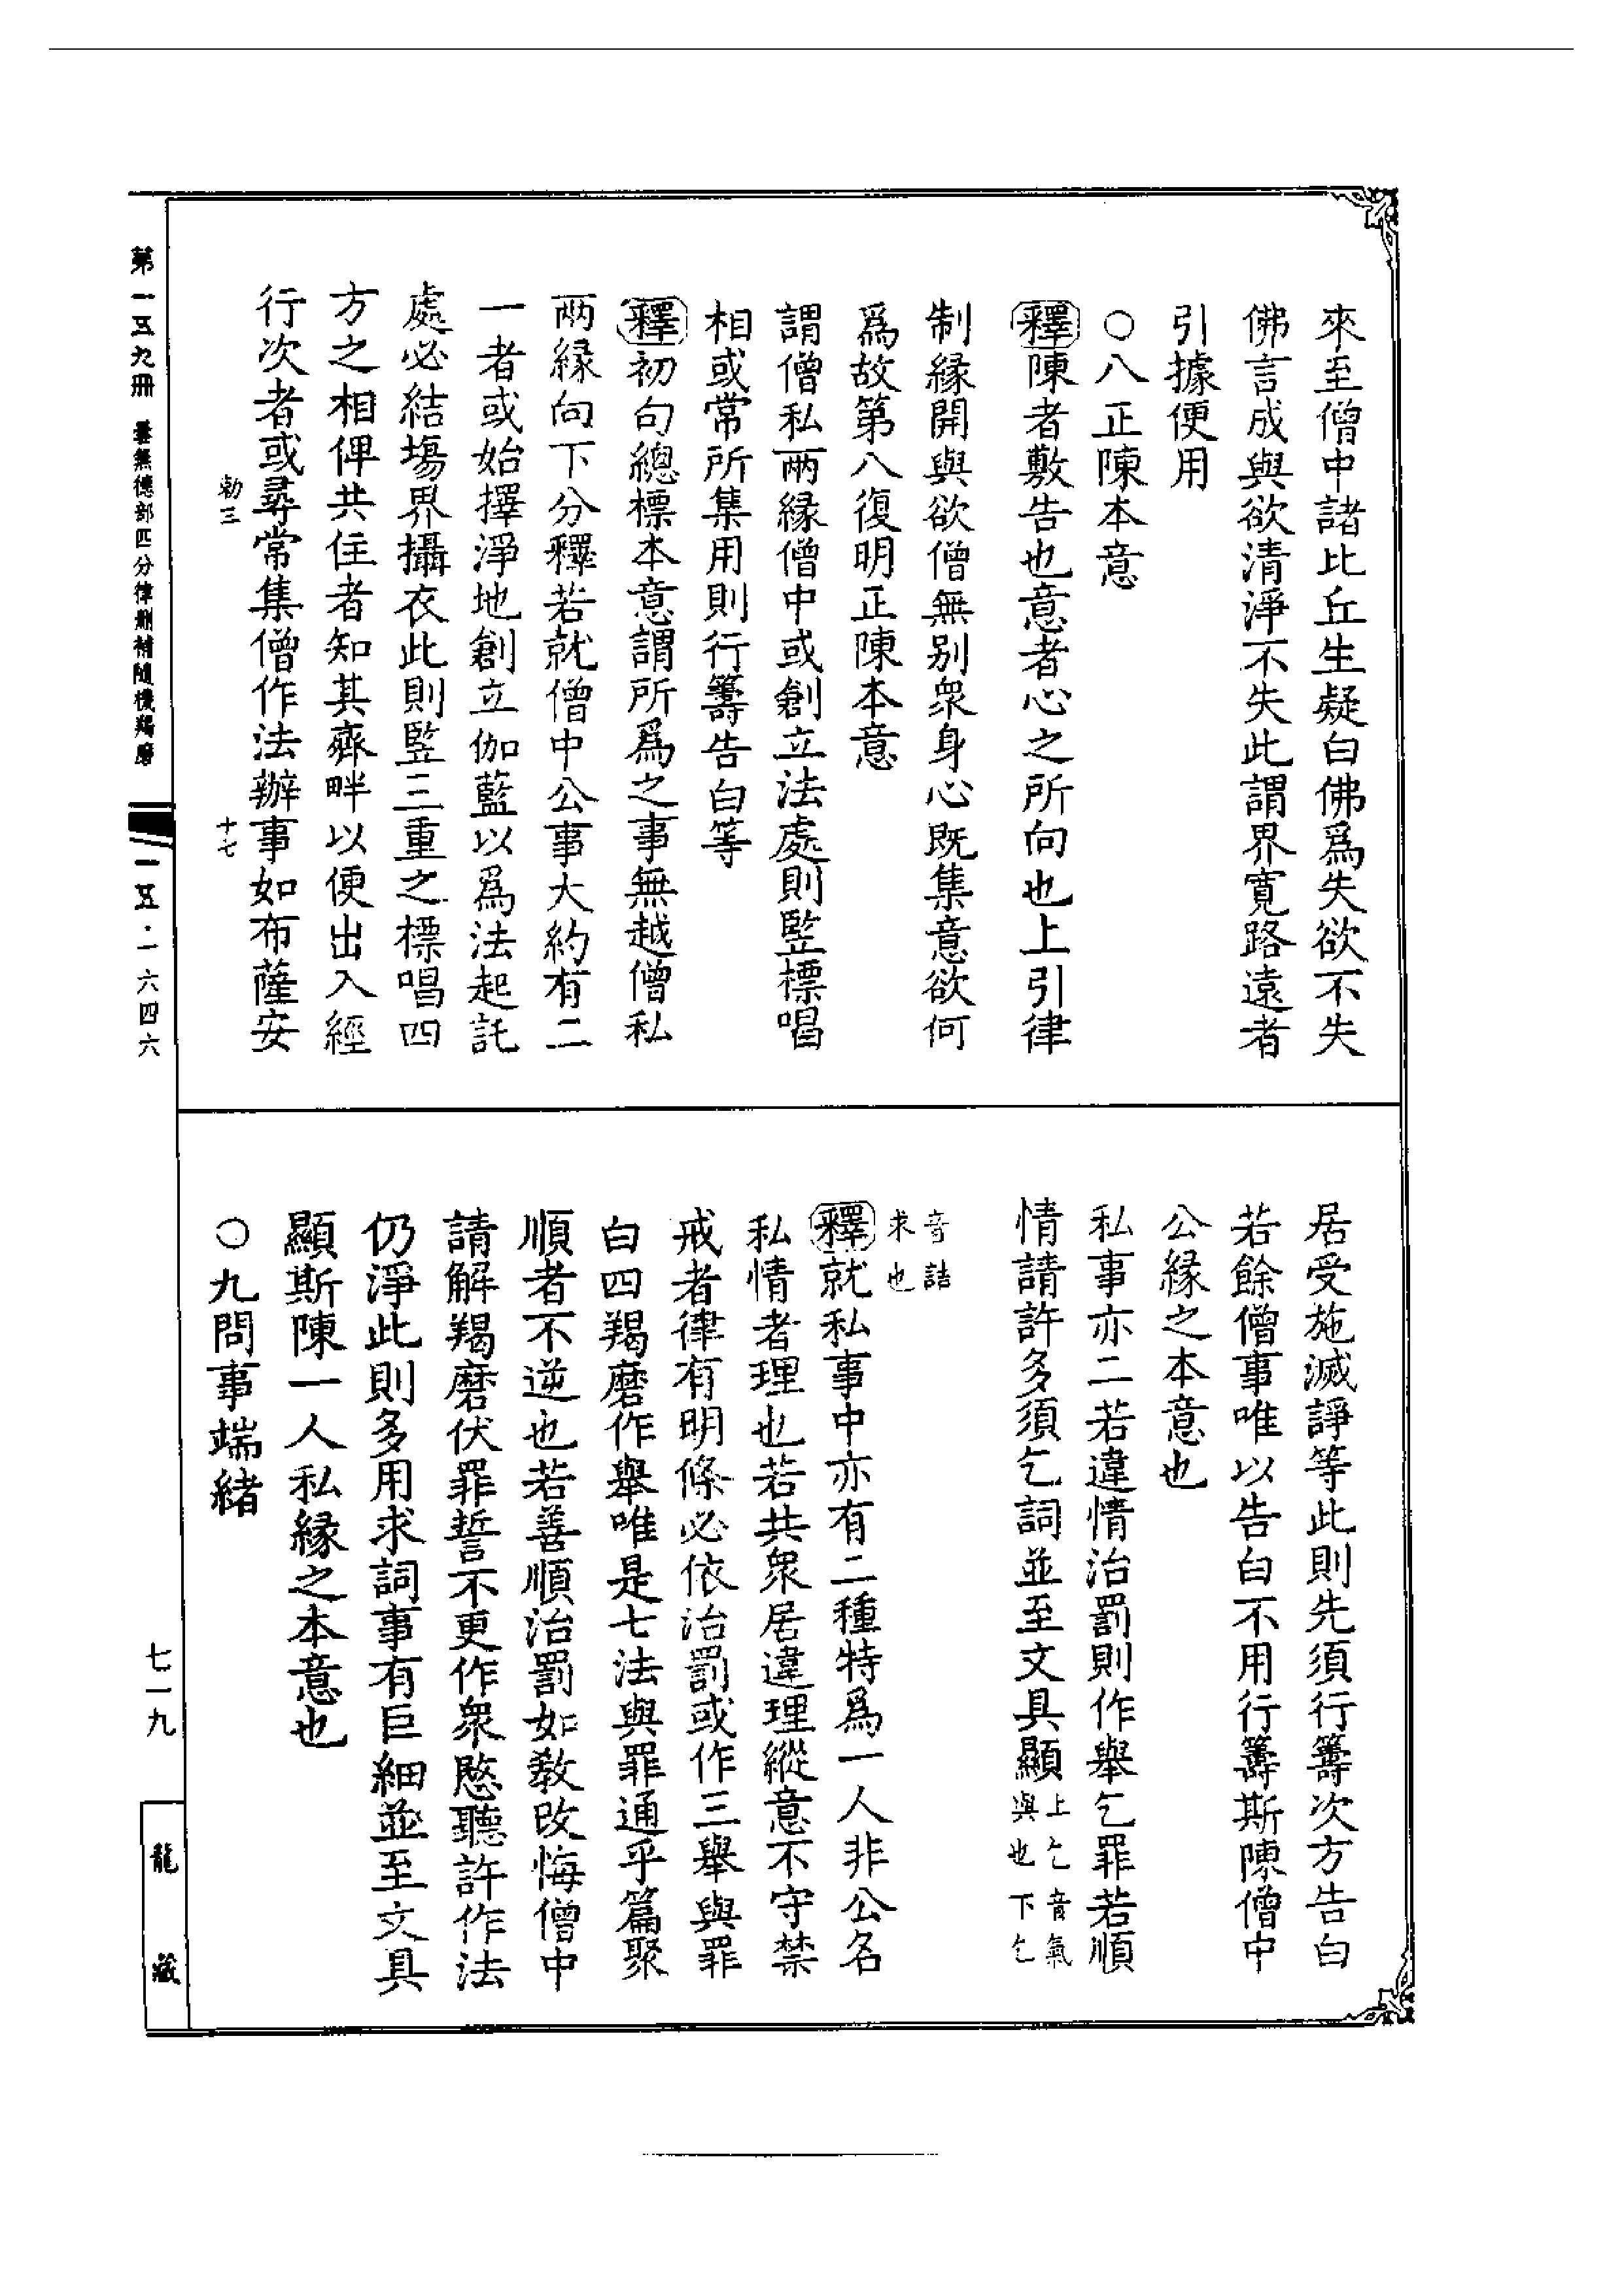 來至僧中諸比丘生疑白佛爲失欲不失
佛言成與欲清淨不失此謂界寬路遠者
引據便用
○八正陳本意
釋陳者敷告也意者心之所向也上引律
制縁開與欲僧無別衆身心既集意欲何
爲故第八復明正陳本意
謂僧私兩縁僧中或創立法處則竪標唱
相或常所集用則行籌告白等
釋初句總標本意謂所爲之事無越僧私
兩縁向下分釋若就僧中公事大約有二
一者或始擇淨地創立伽藍以爲法起託
處必結場界攝衣此則竪三重之標唱四
方之相俾共住者知其齊畔以便出入經
行次者或尋常集僧作法辦事如布薩安
勒三 十七
居受施滅諍等此則先須行籌次方告白
若餘僧事唯以告白不用行籌斯陳僧中
公縁之本意也
私事亦二若違情治罰則作舉乞罪若順
情請許多須乞詞並至文具顯上乞音氣與也下乞
音詰求也
釋就私事中亦有二種特爲一人非公名
私情者理也若共衆居違理縱意不守禁
戒者律有明條必依治罰或作三舉與罪
白四羯磨作舉唯是七法與罪通乎篇聚
順者不逆也若善順治罰如教改悔僧中
請解羯磨伏罪誓不更作衆愍聽許作法
仍淨此則多用求詞事有巨細並至文具
顯斯陳一人私縁之本意也
○九問事端緒
第一五九冊 曇無德部四分律刪補隨機羯磨
一五·一六四六
七一九
龍藏